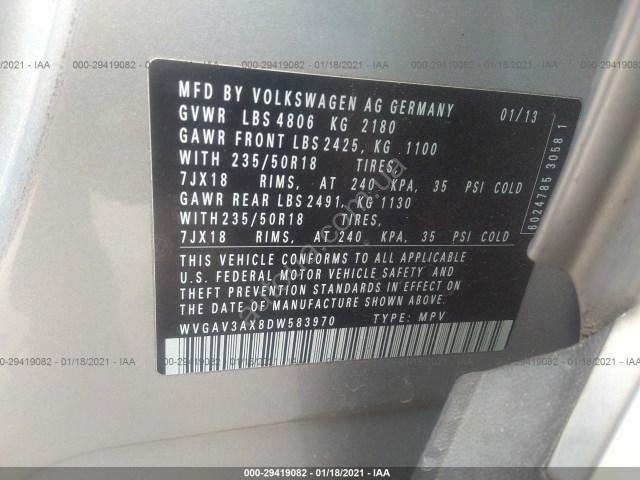 000-29419082 - 01/18/2021 - IAA
MFD BY VOLKSWAGEN AG GERMANY 01/13
GVWR LBS 4806 KG 2180
GAWR FRONT LBS 2425, KG 1100
WITH 235/50R18 TIRES,
7JX18 RIMS, AT 240 KPA, 35 PSI COLD
GAWR REAR LBS 2491, KG 1130
WITH 235/50R18 TIRES,
7JX18 RIMS, AT 240 KPA, 35 PSI COLD
THIS VEHICLE CONFORMS TO ALL APPLICABLE
U.S. FEDERAL MOTOR VEHICLE SAFETY AND
THEFT PREVENTION STANDARDS IN EFFECT
ON DATE OF MANUFACTURE SHOWN ABOVE.
WVGAV3AX8DW583970 TYPE: MPV
6024785 30581
000-29419082 - 01/18/2021 - IAA